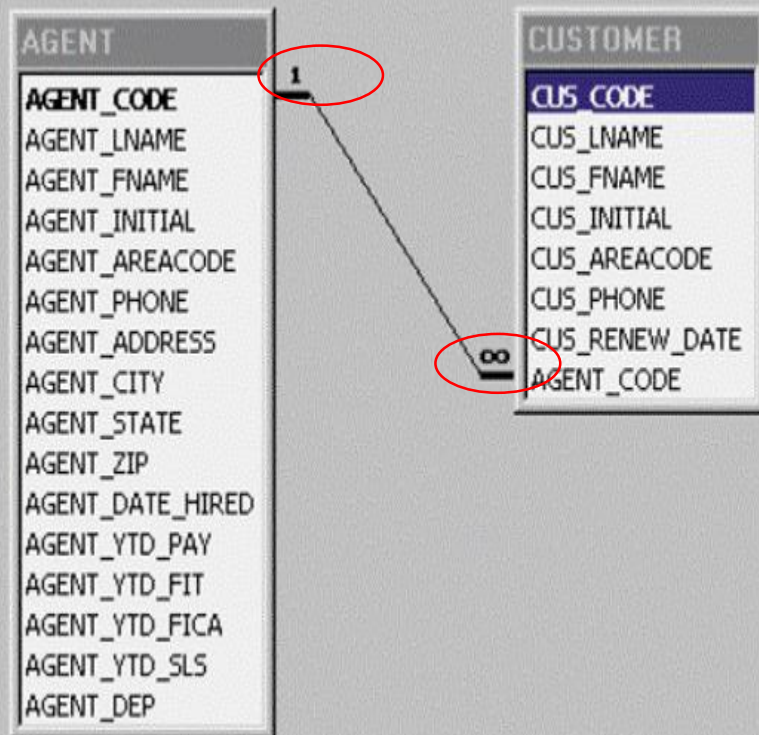 AGENT
AGENT_CODE
AGENT_LNAME
AGENT_FNAME
AGENT_INITIAL
AGENT_AREACODE
AGENT_PHONE
AGENT_ADDRESS
AGENT_CITY
AGENT_STATE
AGENT_ZIP
AGENT_DATE_HIRED
AGENT_YTD_PAY
AGENT_YTD_FIT
AGENT_YTD_FICA
AGENT_YTD_SLS
AGENT_DEP
1
∞
CUSTOMER
CUS_CODE
CUS_LNAME
CUS_FNAME
CUS_INITIAL
CUS_AREACODE
CUS_PHONE
CUS_RENEW_DATE
AGENT_CODE